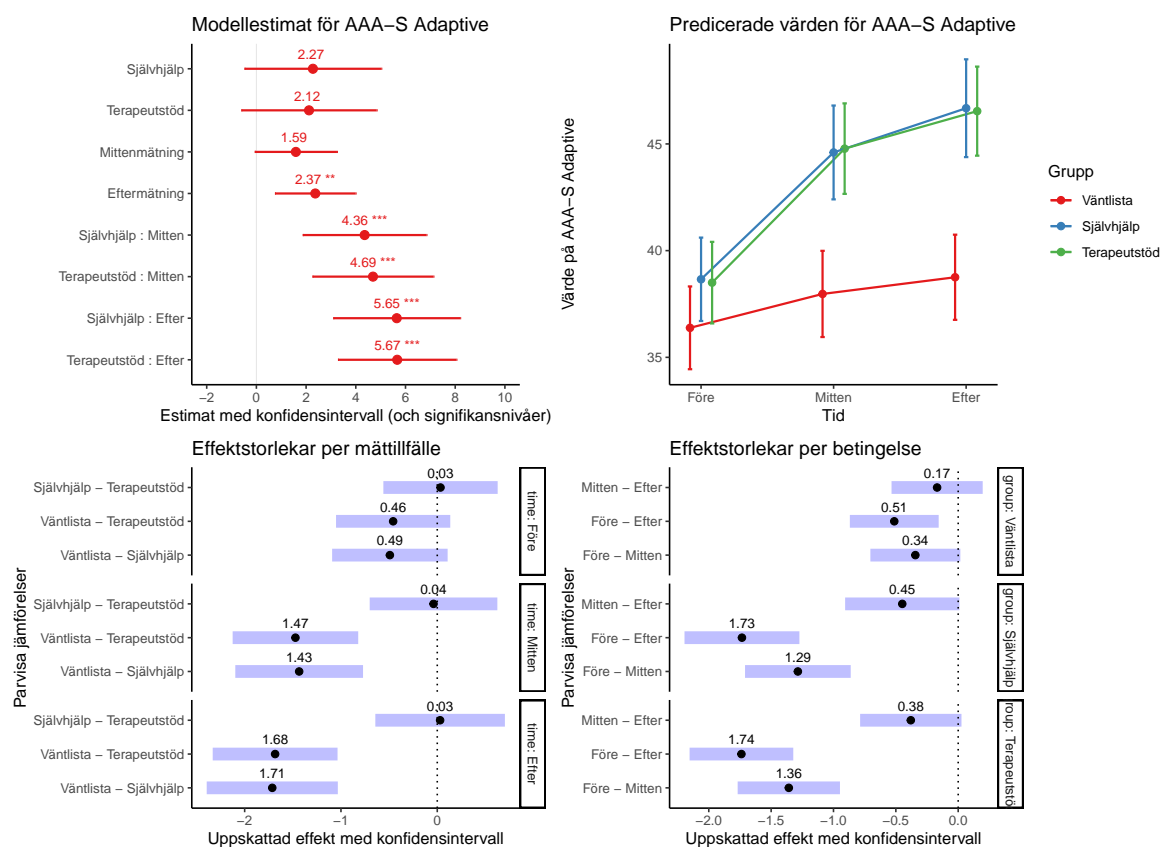 Modellestimat för AAA−S Adaptive
Självhjälp
Terapeutstöd
Mittenmätning
Eftermätning
Självhjälp : Mitten
Terapeutstöd : Mitten
Självhjälp : Efter
Terapeutstöd : Efter
2.27
2.12
1.59
2.37 **
4.36 ***
4.69 ***
5.65 ***
5.67 ***
−2 0 2 4 6 8 10
Estimat med konfidensintervall (och signifikansnivåer)
Predicerade värden för AAA−S Adaptive
Värde på AAA−S Adaptive
45
40
35
Före Mitten Efter
Tid
Grupp
Väntlista
Självhjälp
Terapeutstöd
Effektstorlekar per mättillfälle
Parvisa jämförelser
Självhjälp − Terapeutstöd
Väntlista − Terapeutstöd
Väntlista − Självhjälp
0.03
0.46
0.49
time: Före
Självhjälp − Terapeutstöd
Väntlista − Terapeutstöd
Väntlista − Självhjälp
0.04
1.47
1.43
time: Mitten
Självhjälp − Terapeutstöd
Väntlista − Terapeutstöd
Väntlista − Självhjälp
0.03
1.68
1.71
time: Efter
−2 −1 0
Uppskattad effekt med konfidensintervall
Effektstorlekar per betingelse
Parvisa jämförelser
Mitten − Efter
Före − Efter
Före − Mitten
0.17
0.51
0.34
group: Väntlista
Mitten − Efter
Före − Efter
Före − Mitten
0.45
1.73
1.29
group: Självhjälp
Mitten − Efter
Före − Efter
Före − Mitten
0.38
1.74
1.36
roup: Terapeutstö
−2.0 −1.5 −1.0 −0.5 0.0
Uppskattad effekt med konfidensintervall